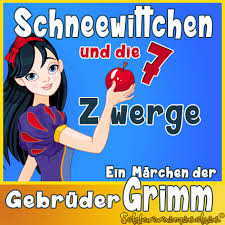 Schneewittchen
und die 7
Zwerge
Ein Märchen der
Gebrüder Grimm